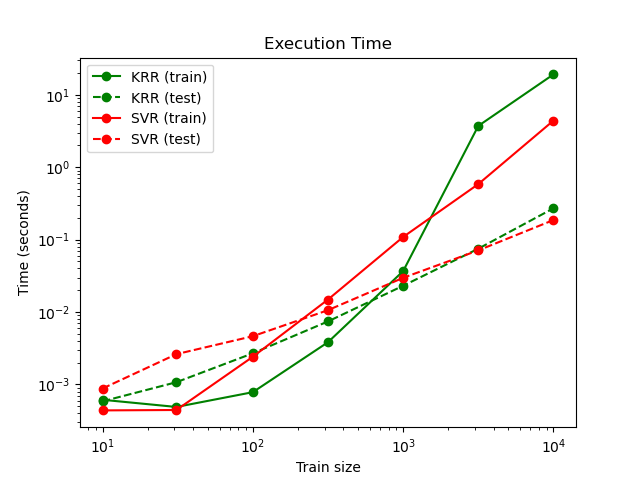 Execution Time
KRR (train)
KRR (test)
SVR (train)
SVR (test)
10¹
10⁰
10⁻¹
10⁻²
10⁻³
Time (seconds)
10¹ 10² 10³ 10⁴
Train size